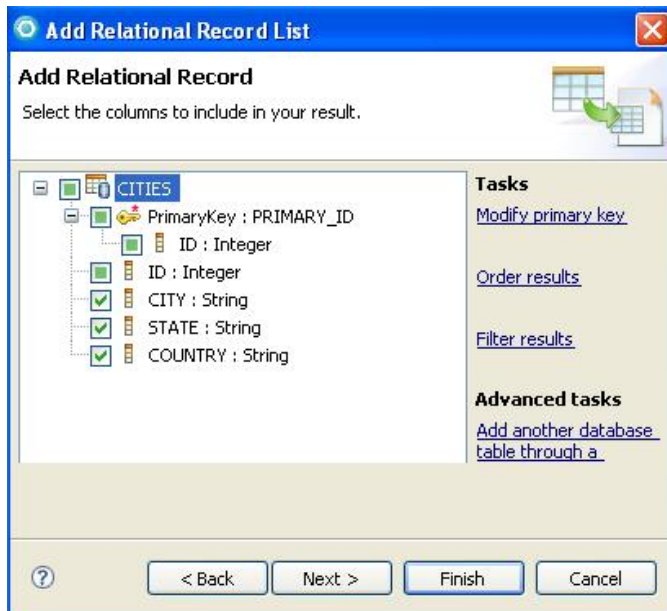 Add Relational Record List
Add Relational Record
Select the columns to include in your result.
CITIES
PrimaryKey : PRIMARY_ID
ID : Integer
ID : Integer
CITY : String
STATE : String
COUNTRY : String
Tasks
Modify primary key
Order results
Filter results
Advanced tasks
Add another database
table through a
?
< Back
Next >
Finish
Cancel